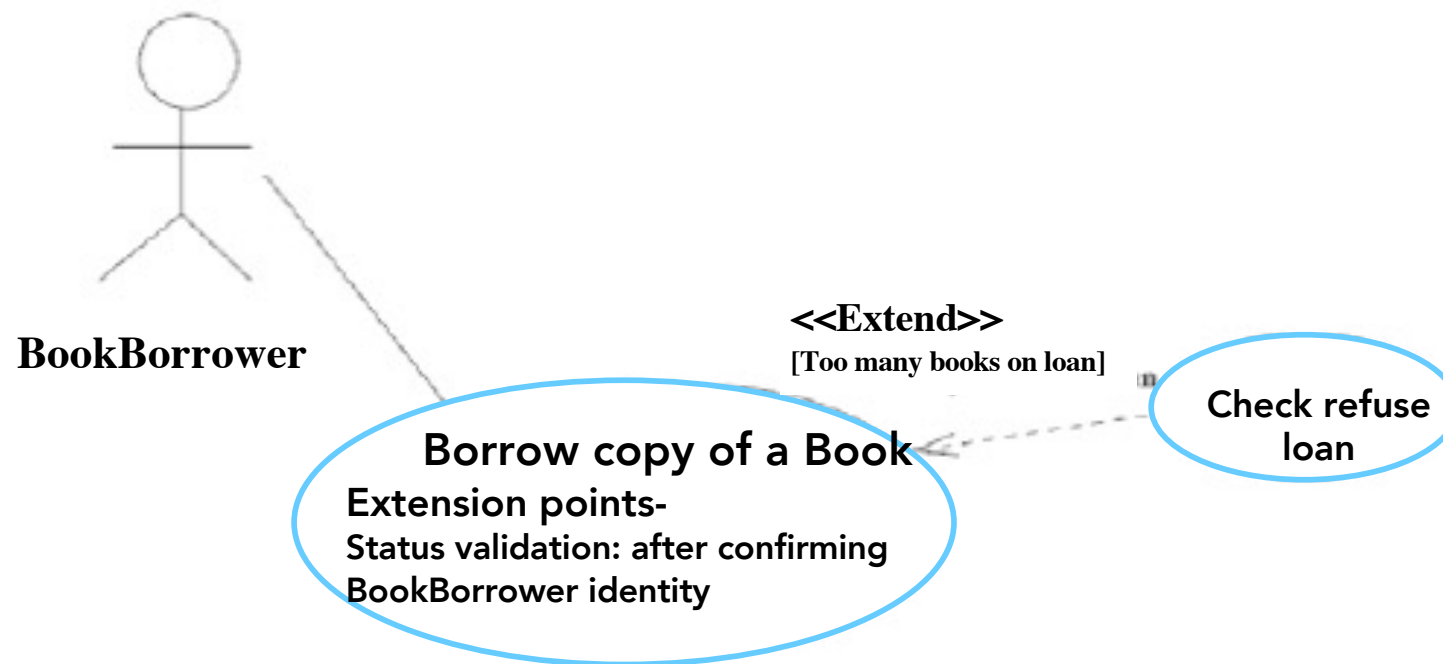 <<Extend>>
[Too many books on loan]
BookBorrower
Check refuse
loan
Borrow copy of a Book
Extension points-
Status validation: after confirming
BookBorrower identity